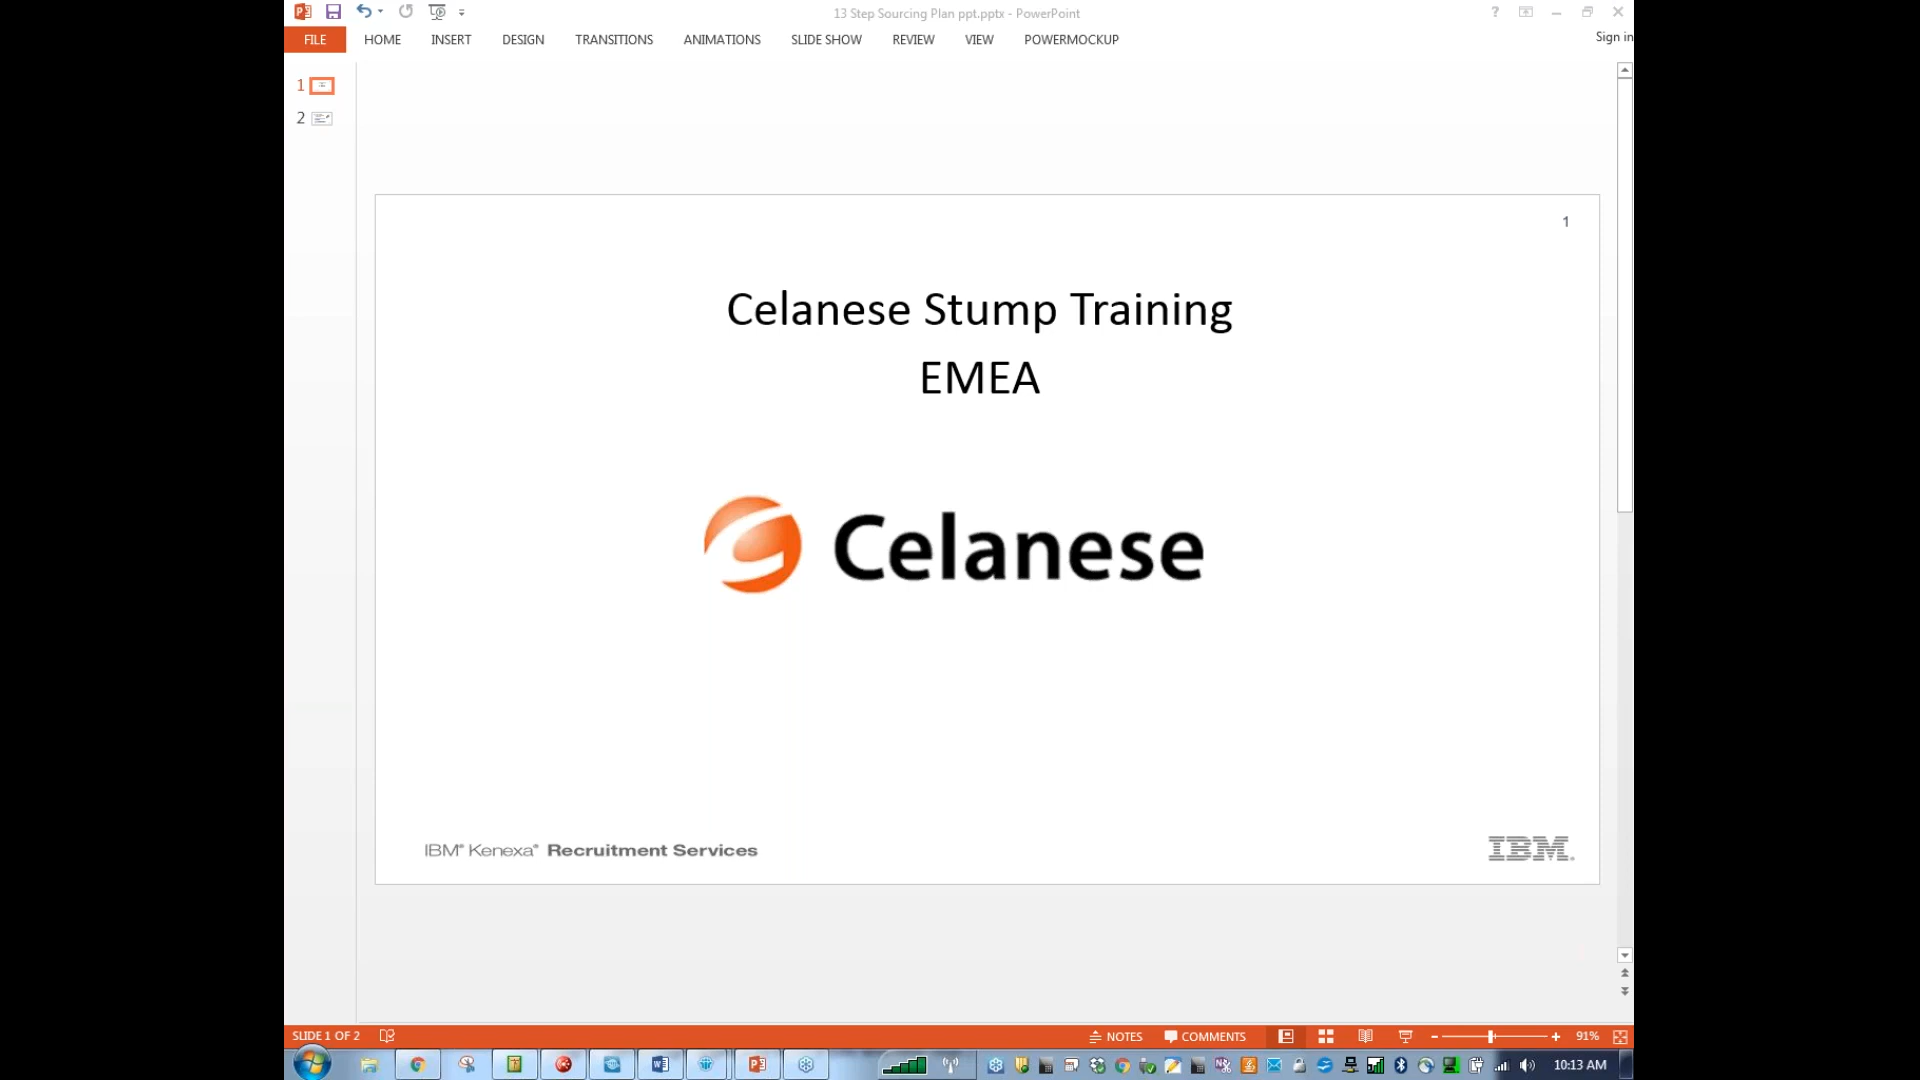 13 Step Sourcing Plan ppt.pptx - PowerPoint
?
FILE HOME INSERT DESIGN TRANSITIONS ANIMATIONS SLIDE SHOW REVIEW VIEW POWERMOCKUP
Sign in
1
2
1
Celanese Stump Training
EMEA
Celanese
IBM® Kenexa® Recruitment Services
IBM®
SLIDE 1 OF 2 NOTES COMMENTS 91%
10:13 AM